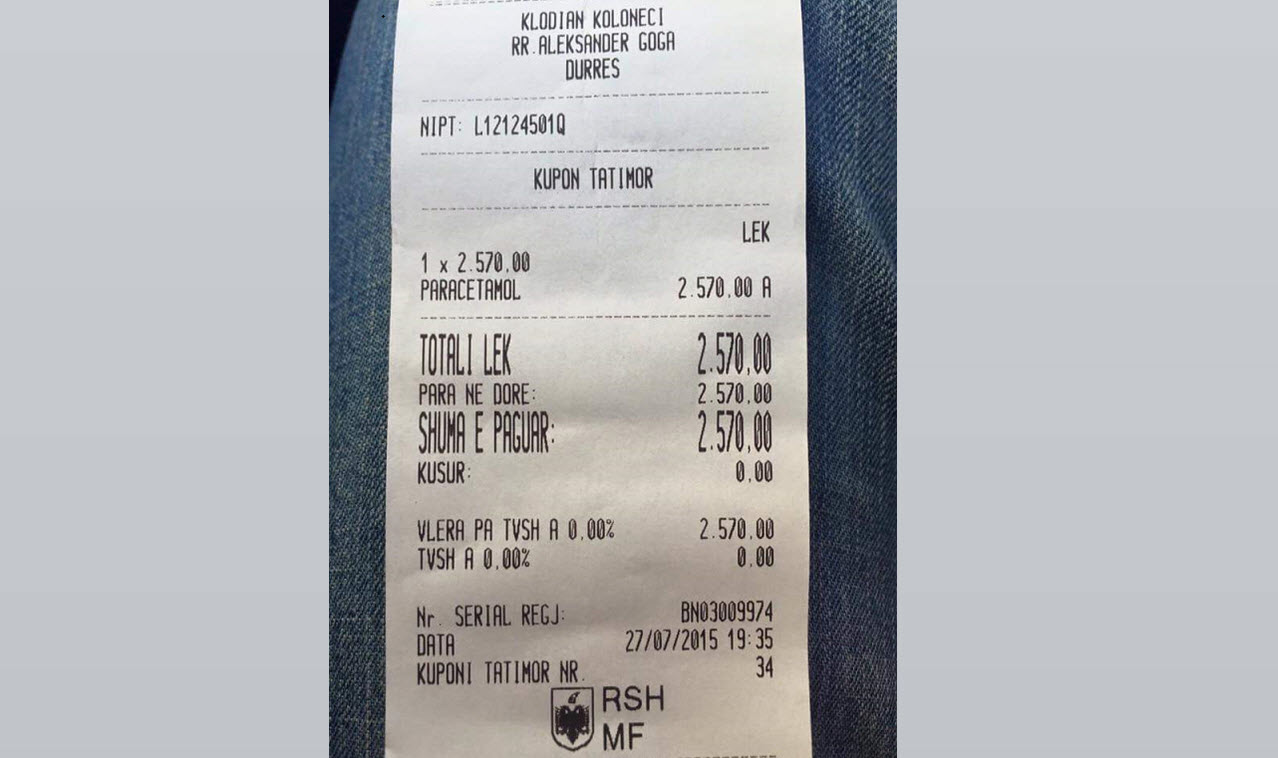 KLODIAN KOLONECI
RR.ALEKSANDER GOGA
DURRES
NIPT: L12124501Q
KUPON TATIMOR
LEK
1 x 2.570,00
PARACETAMOL 2.570,00 A
TOTALI LEK 2.570,00
PARA NE DORE: 2.570,00
SHUMA E PAGUAR: 2.570,00
KUSUR: 0,00
VLERA PA TVSH A 0,00% 2.570,00
TVSH A 0,00% 0,00
Nr. SERIAL REGJ: BN03009974
DATA 27/07/2015 19:35
KUPONI TATIMOR NR. 34
RSH
MF